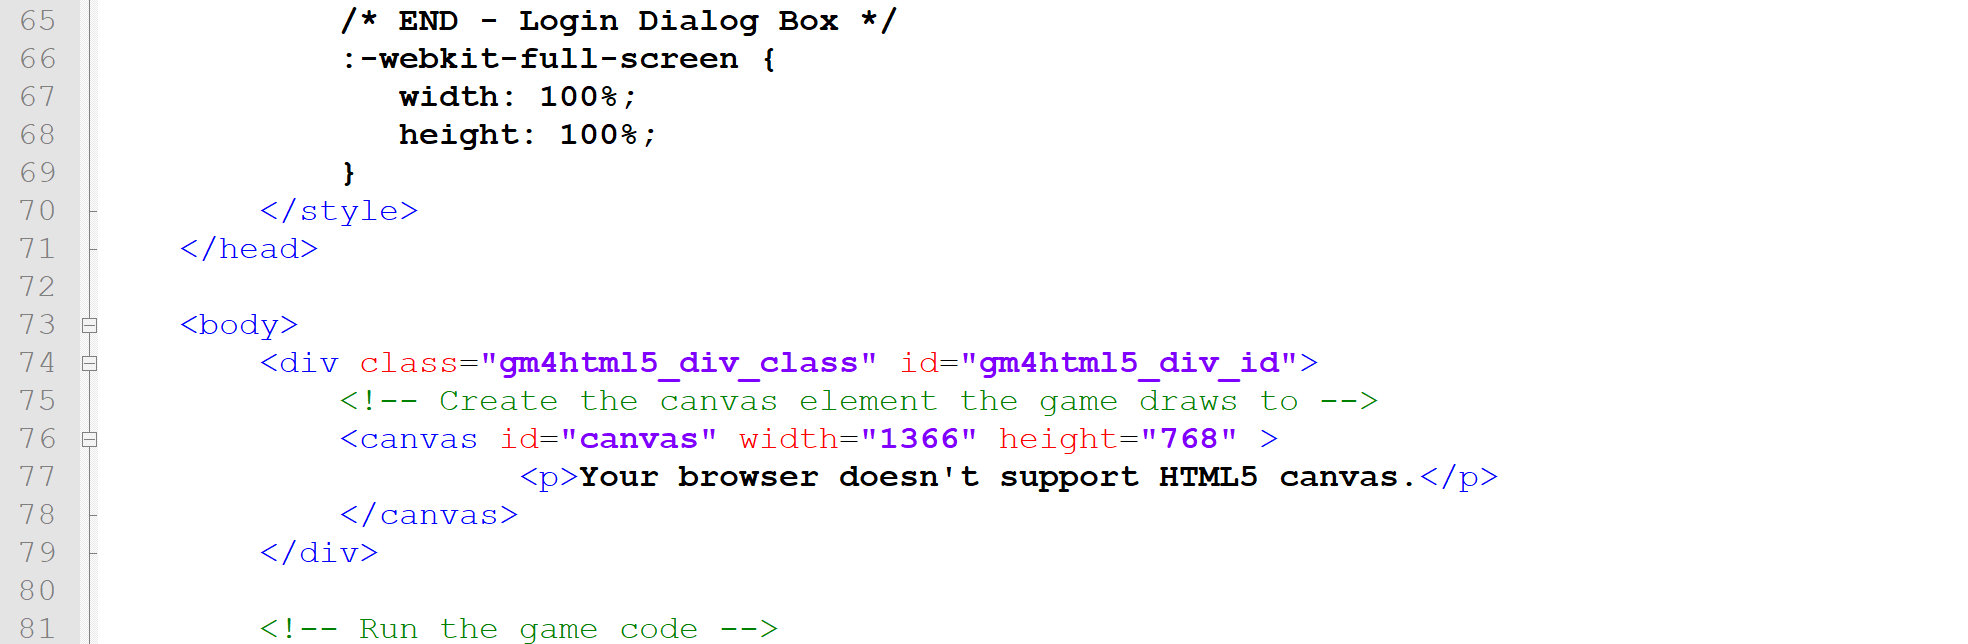 65 /* END - Login Dialog Box */
66 :-webkit-full-screen {
67 width: 100%;
68 height: 100%;
69 }
70 </style>
71 </head>
72
73 <body>
74 <div class="gm4html5_div_class" id="gm4html5_div_id">
75 <!-- Create the canvas element the game draws to -->
76 <canvas id="canvas" width="1366" height="768" >
77 <p>Your browser doesn't support HTML5 canvas.</p>
78 </canvas>
79 </div>
80
81 <!-- Run the game code -->